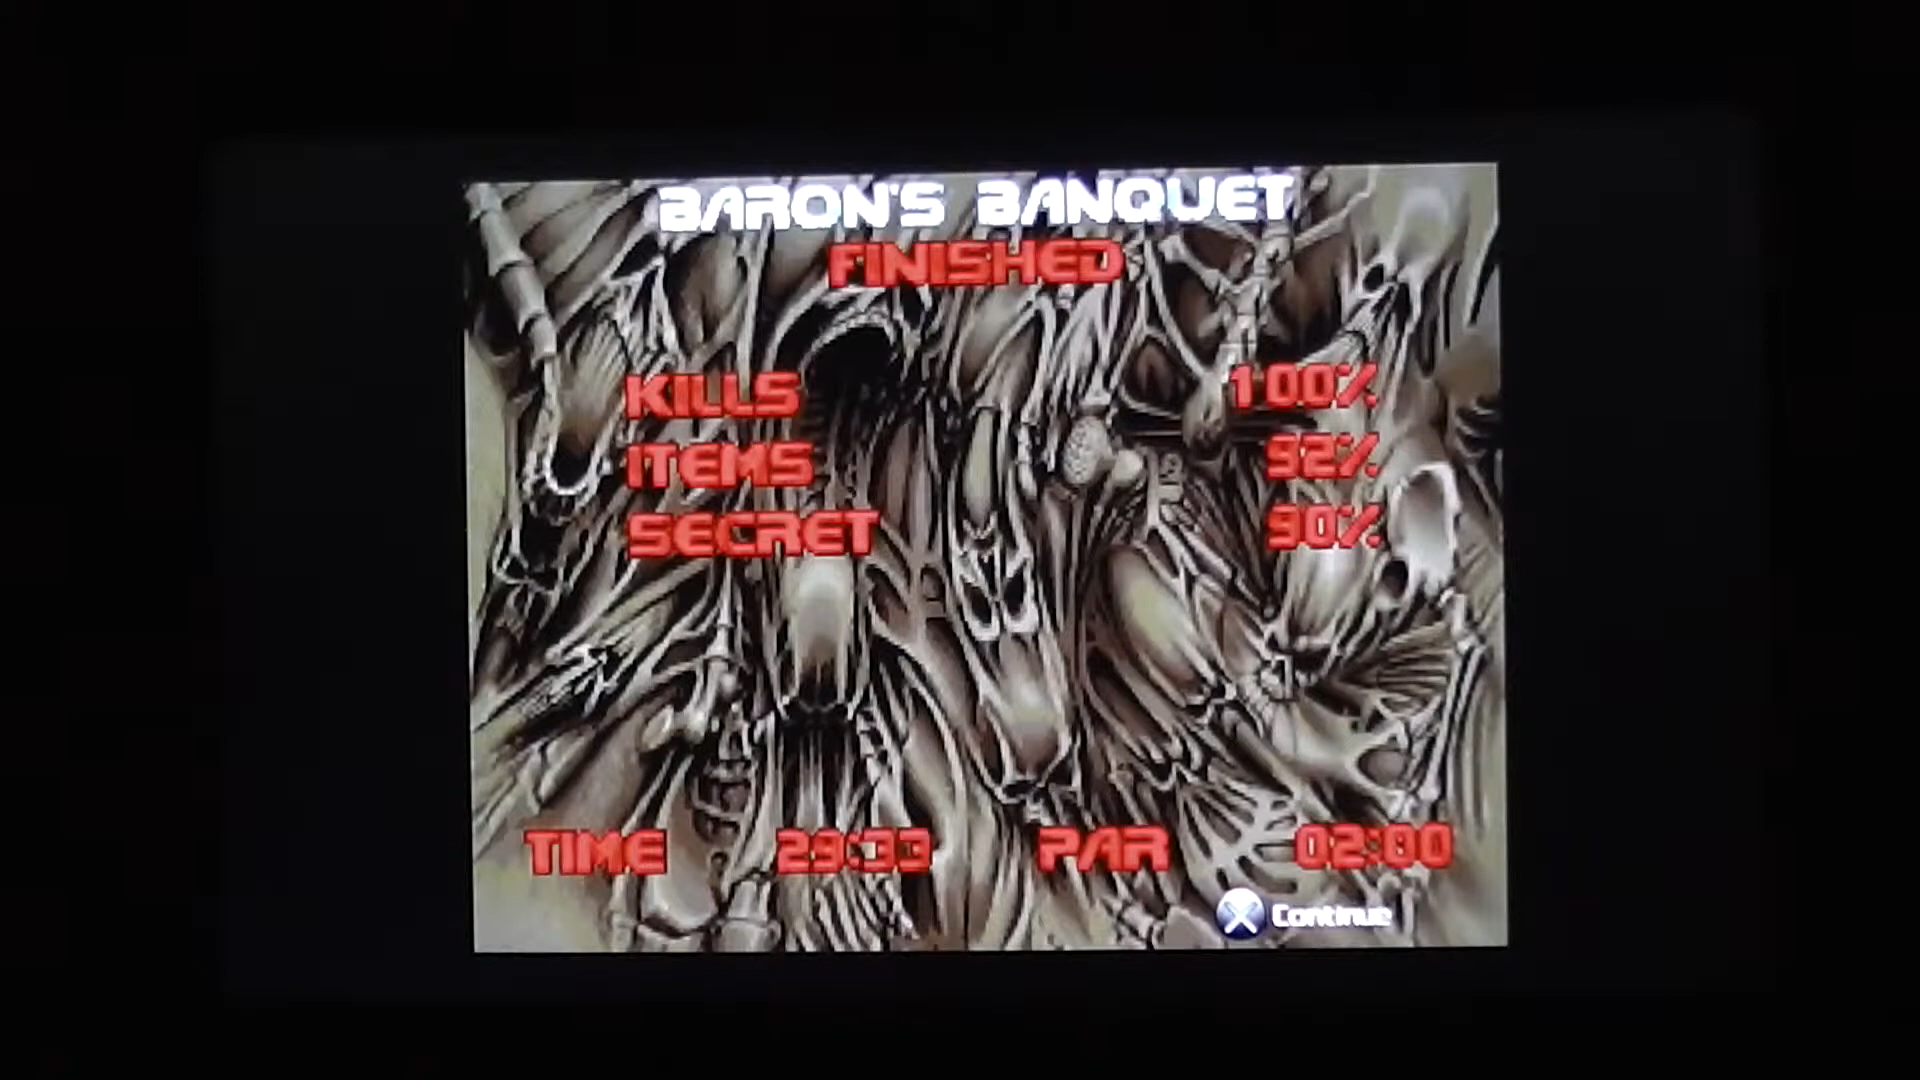 BARON'S BANQUET
FINISHED
KILLS 100%
ITEMS 92%
SECRET 90%
TIME 29:33 PAR 02:00
Continue